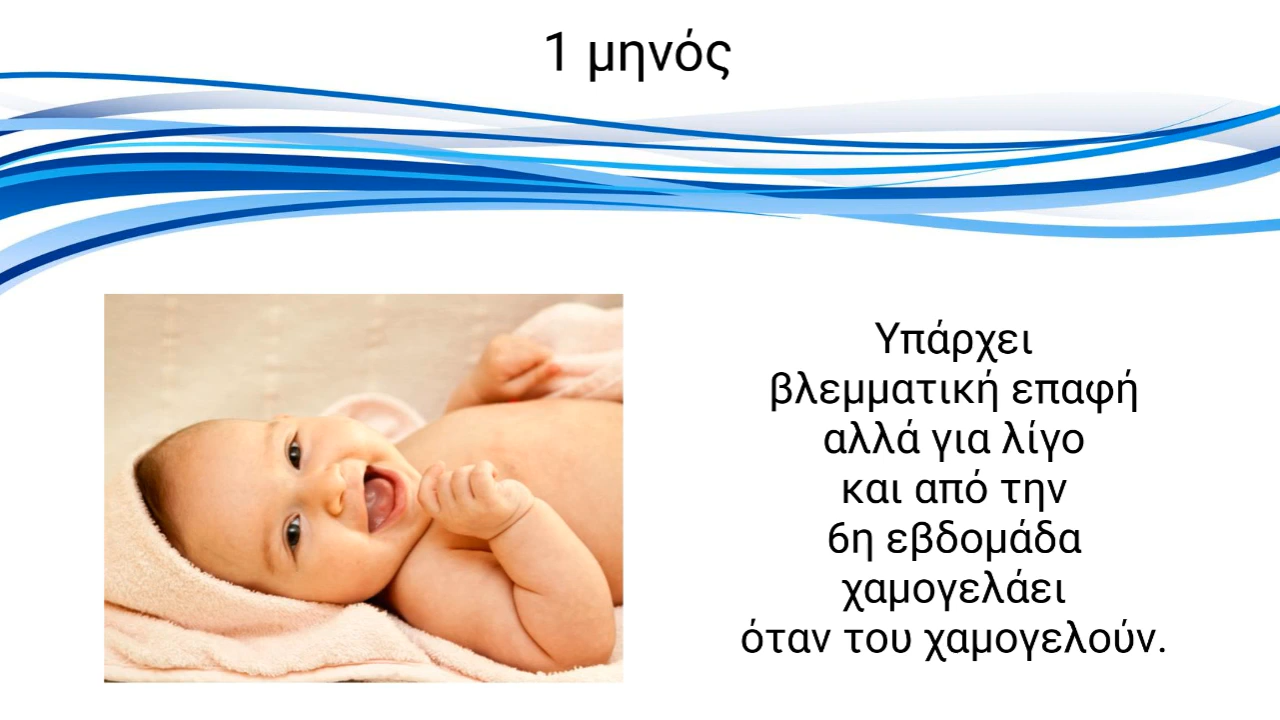 1 μηνός
Υπάρχει
βλεμματική επαφή
αλλά για λίγο
και από την
6η εβδομάδα
χαμογελάει
όταν του χαμογελούν.